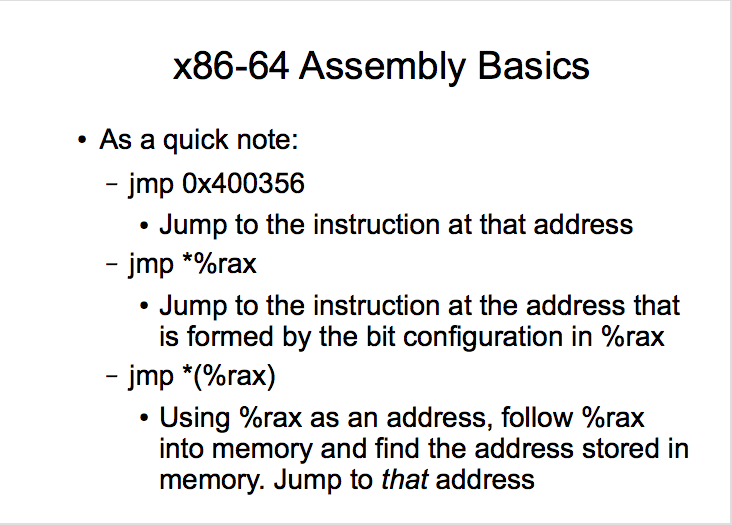 x86-64 Assembly Basics
• As a quick note:
– jmp 0x400356
• Jump to the instruction at that address
– jmp *%rax
• Jump to the instruction at the address that
is formed by the bit configuration in %rax
– jmp *(%rax)
• Using %rax as an address, follow %rax
into memory and find the address stored in
memory. Jump to that address